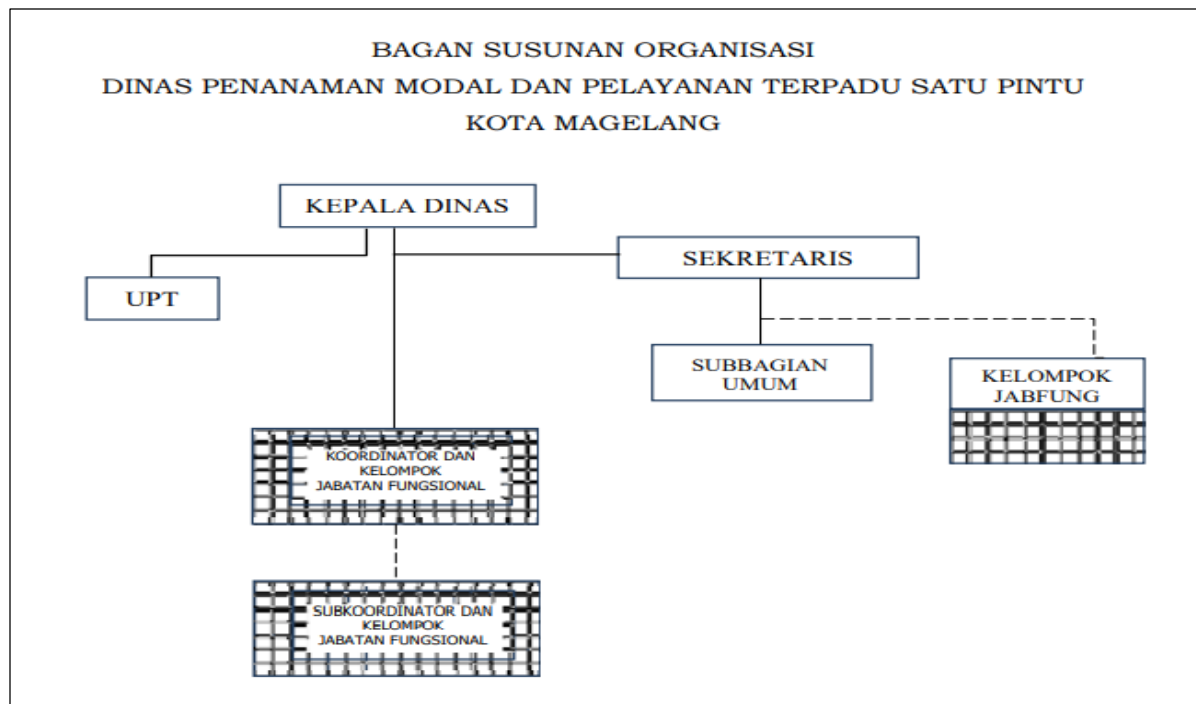 BAGAN SUSUNAN ORGANISASI
DINAS PENANAMAN MODAL DAN PELAYANAN TERPADU SATU PINTU
KOTA MAGELANG
KEPALA DINAS
SEKRETARIS
UPT
SUBBAGIAN
UMUM
KELOMPOK
JABFUNG
KOORDINATOR DAN
KELOMPOK
JABATAN FUNGSIONAL
SUBKOORDINATOR DAN
KELOMPOK
JABATAN FUNGSIONAL